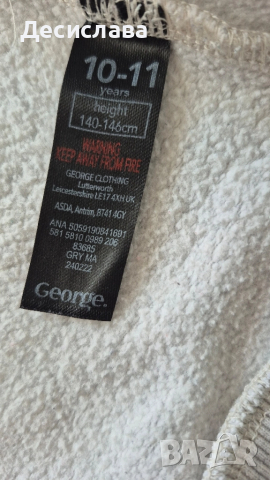 Десислава
10-11
years
height
140-146cm
WARNING
KEEP AWAY FROM FIRE
GEORGE CLOTHING
Lutterworth
Leicestershire LE17 4XH UK
ASDA, Antrim, BT41 4GY
ANA 5059190841691
581 5810 0989 206
83685
GRY MA
240222
George.
BAZAR